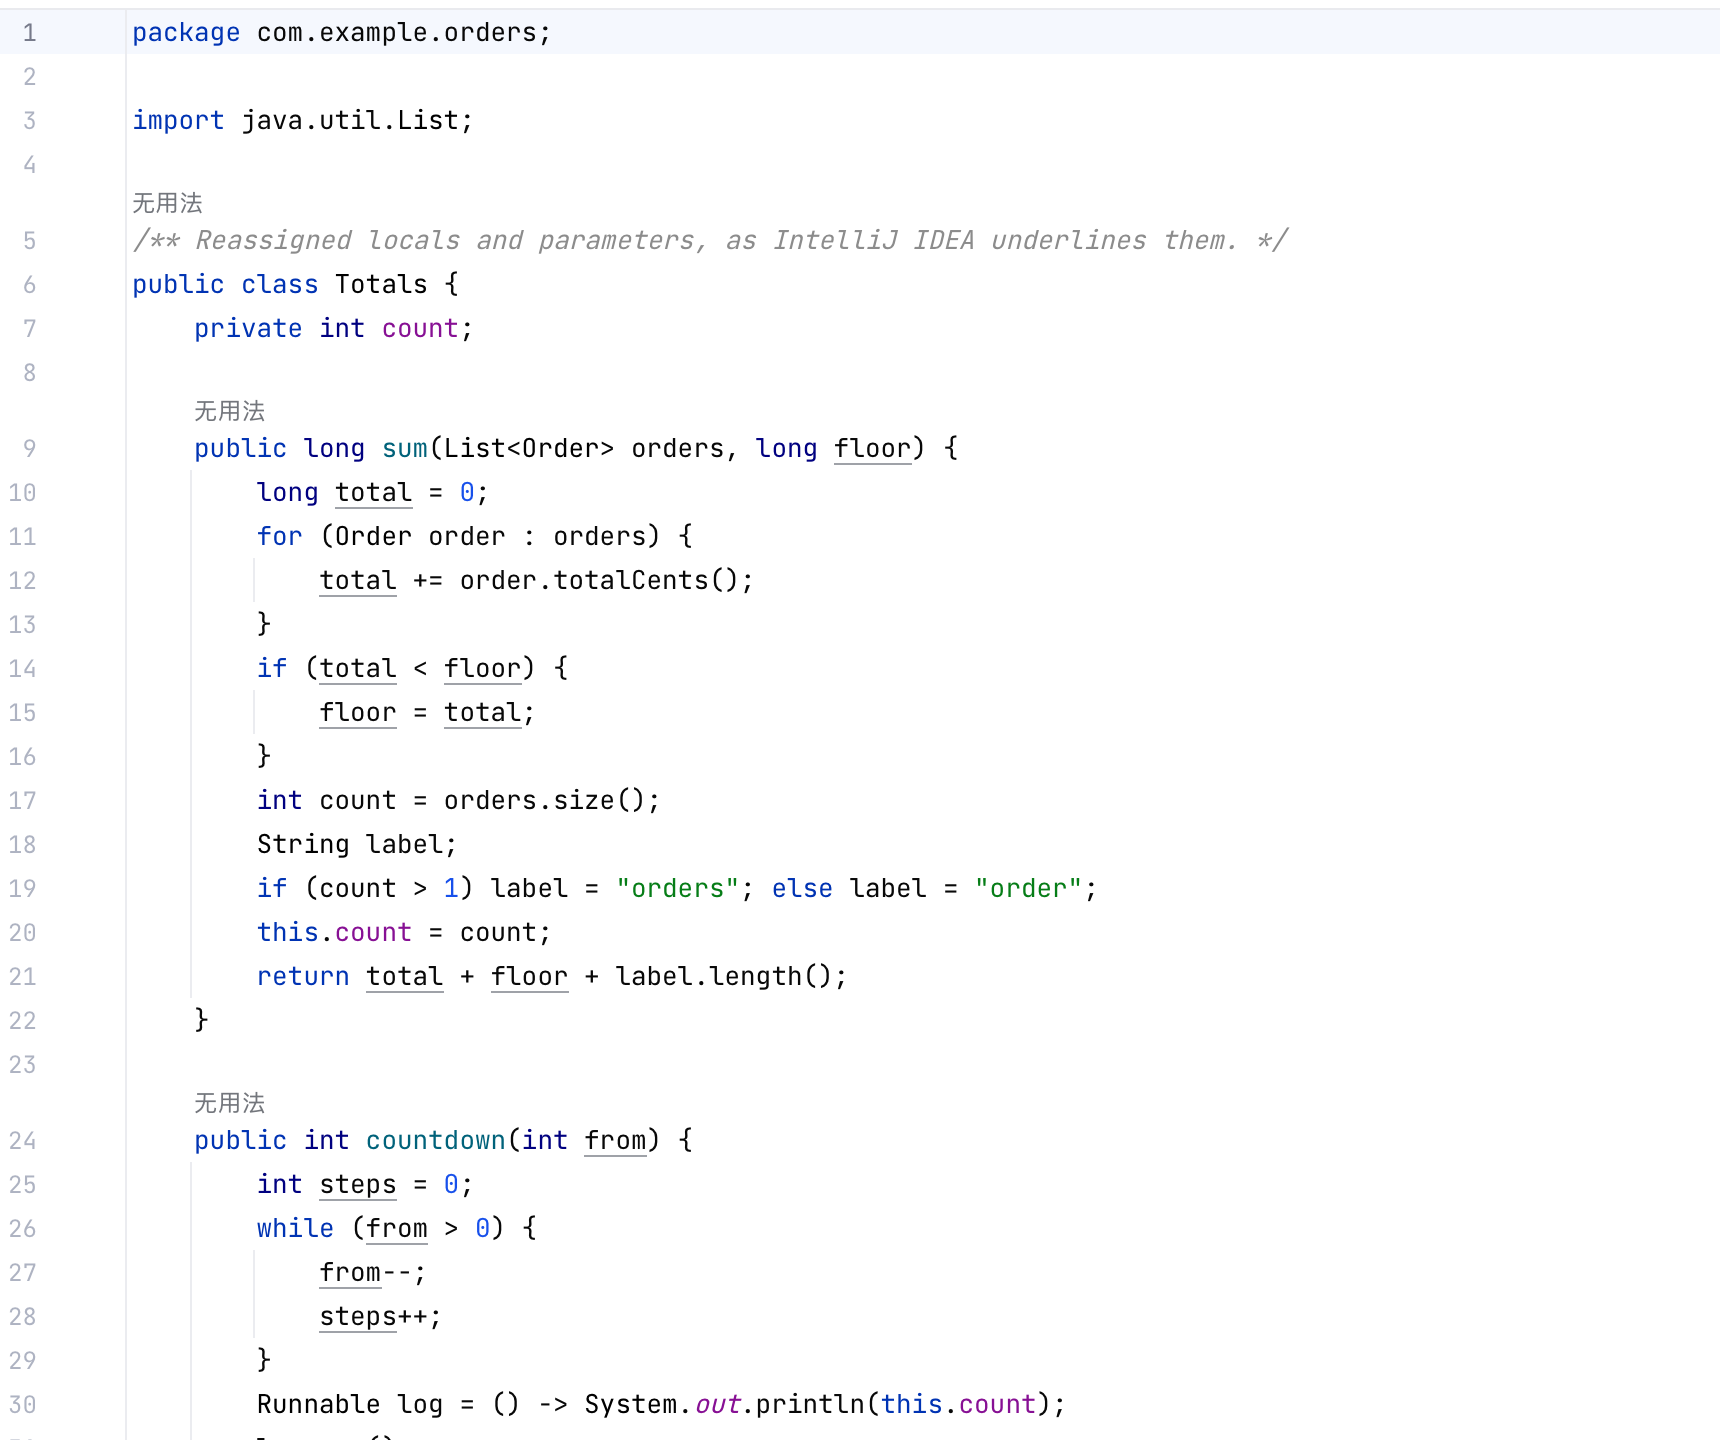 1 package com.example.orders;
2
3 import java.util.List;
4
无用法
5 /** Reassigned locals and parameters, as IntelliJ IDEA underlines them. */
6 public class Totals {
7     private int count;
8
    无用法
9     public long sum(List<Order> orders, long floor) {
10         long total = 0;
11         for (Order order : orders) {
12             total += order.totalCents();
13         }
14         if (total < floor) {
15             floor = total;
16         }
17         int count = orders.size();
18         String label;
19         if (count > 1) label = "orders"; else label = "order";
20         this.count = count;
21         return total + floor + label.length();
22     }
23
    无用法
24     public int countdown(int from) {
25         int steps = 0;
26         while (from > 0) {
27             from--;
28             steps++;
29         }
30         Runnable log = () -> System.out.println(this.count);